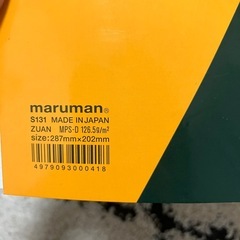 maruman®
S131 MADE IN JAPAN
ZUAN MPS-D 126.5g/m²
size:287mm×202mm
4979093000418